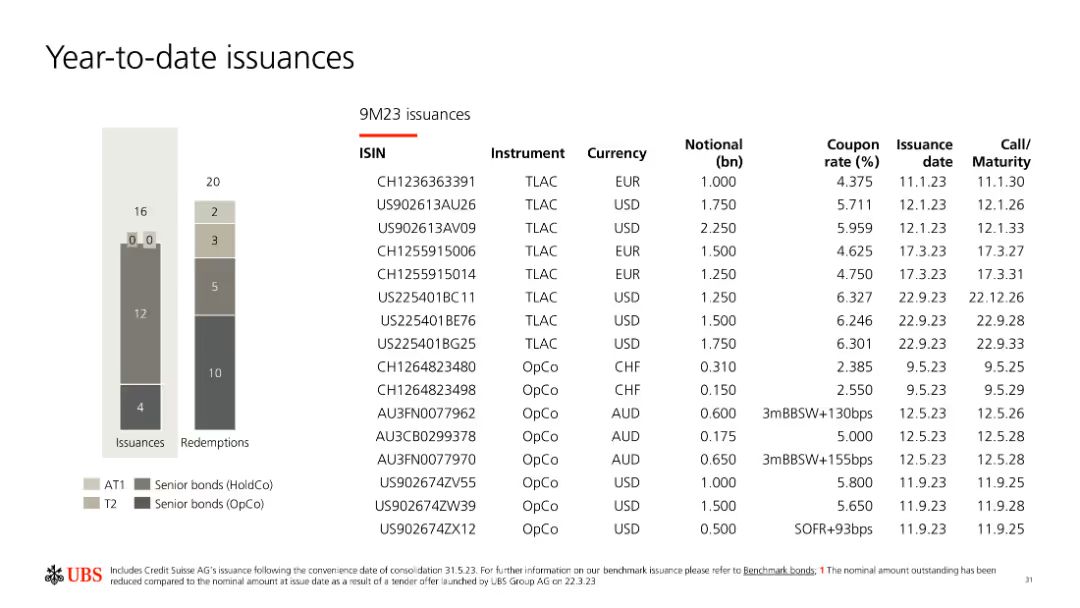 Year-to-date issuances
9M23 issuances
ISIN Instrument Currency Notional (bn) Coupon rate (%) Issuance date Call/ Maturity
CH1236363391 TLAC EUR 1.000 4.375 11.1.23 11.1.30
US902613AU26 TLAC USD 1.750 5.711 12.1.23 12.1.26
US902613AV09 TLAC USD 2.250 5.959 12.1.23 12.1.33
CH1255915006 TLAC EUR 1.500 4.625 17.3.23 17.3.27
CH1255915014 TLAC EUR 1.250 4.750 17.3.23 17.3.31
US225401BC11 TLAC USD 1.250 6.327 22.9.23 22.12.26
US225401BE76 TLAC USD 1.500 6.246 22.9.23 22.9.28
US225401BG25 TLAC USD 1.750 6.301 22.9.23 22.9.33
CH1264823480 OpCo CHF 0.310 2.385 9.5.23 9.5.25
CH1264823498 OpCo CHF 0.150 2.550 9.5.23 9.5.29
AU3FN0077962 OpCo AUD 0.600 3mBBSW+130bps 12.5.23 12.5.26
AU3CB0299378 OpCo AUD 0.175 5.000 12.5.23 12.5.28
AU3FN0077970 OpCo AUD 0.650 3mBBSW+155bps 12.5.23 12.5.28
US902674ZV55 OpCo USD 1.000 5.800 11.9.23 11.9.25
US902674ZW39 OpCo USD 1.500 5.650 11.9.23 11.9.28
US902674ZX12 OpCo USD 0.500 SOFR+93bps 11.9.23 11.9.25
20
16 2
0 0 3
5
12
10
4
Issuances Redemptions
AT1 Senior bonds (HoldCo)
T2 Senior bonds (OpCo)
UBS
Includes Credit Suisse AG's issuance following the convenience date of consolidation 31.5.23. For further information on our benchmark issuance please refer to Benchmark bonds; 1 The nominal amount outstanding has been
reduced compared to the nominal amount at issue date as a result of a tender offer launched by UBS Group AG on 22.3.23
31